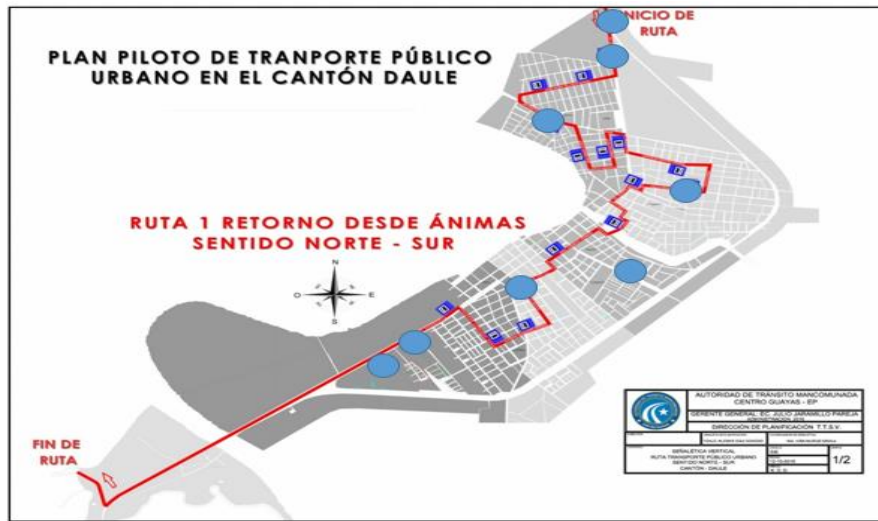 INICIO DE
RUTA
PLAN PILOTO DE TRANPORTE PÚBLICO
URBANO EN EL CANTÓN DAULE
RUTA 1 RETORNO DESDE ÁNIMAS
SENTIDO NORTE - SUR
N
O
E
S
FIN DE
RUTA
AUTORIDAD DE TRÁNSITO MANCOMUNADA
CENTRO GUAYAS - EP
GERENTE GENERAL: EC. JULIO JARAMILLO PAREJA
DIRECCIÓN DE PLANIFICACIÓN T.T.S.V.
SEÑALÉTICA VERTICAL
RUTA TRANSPORTE PÚBLICO URBANO
SENTIDO NORTE - SUR
CANTÓN - DAULE
1/2